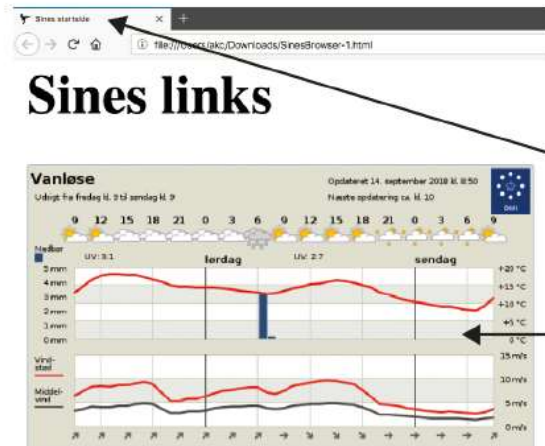 Sines startside
file:///Users/akc/Downloads/SinesBrowser-1.html
Sines links
Vanløse
Opdateret 14. september 2018 kl. 8:50
Udsigt fra fredag kl. 9 til søndag kl. 9
Næste opdatering ca. kl. 10
DMI
9 12 15 18 21 0 3 6 9 12 15 18 21 0 3 6 9
Nedbør
UV: 3.1
lørdag
UV: 2.7
søndag
5 mm
4 mm
3 mm
2 mm
1 mm
0 mm
+20 °C
+15 °C
+10 °C
+5 °C
0 °C
Vind-
stød
Middel-
vind
15 m/s
10 m/s
5 m/s
0 m/s